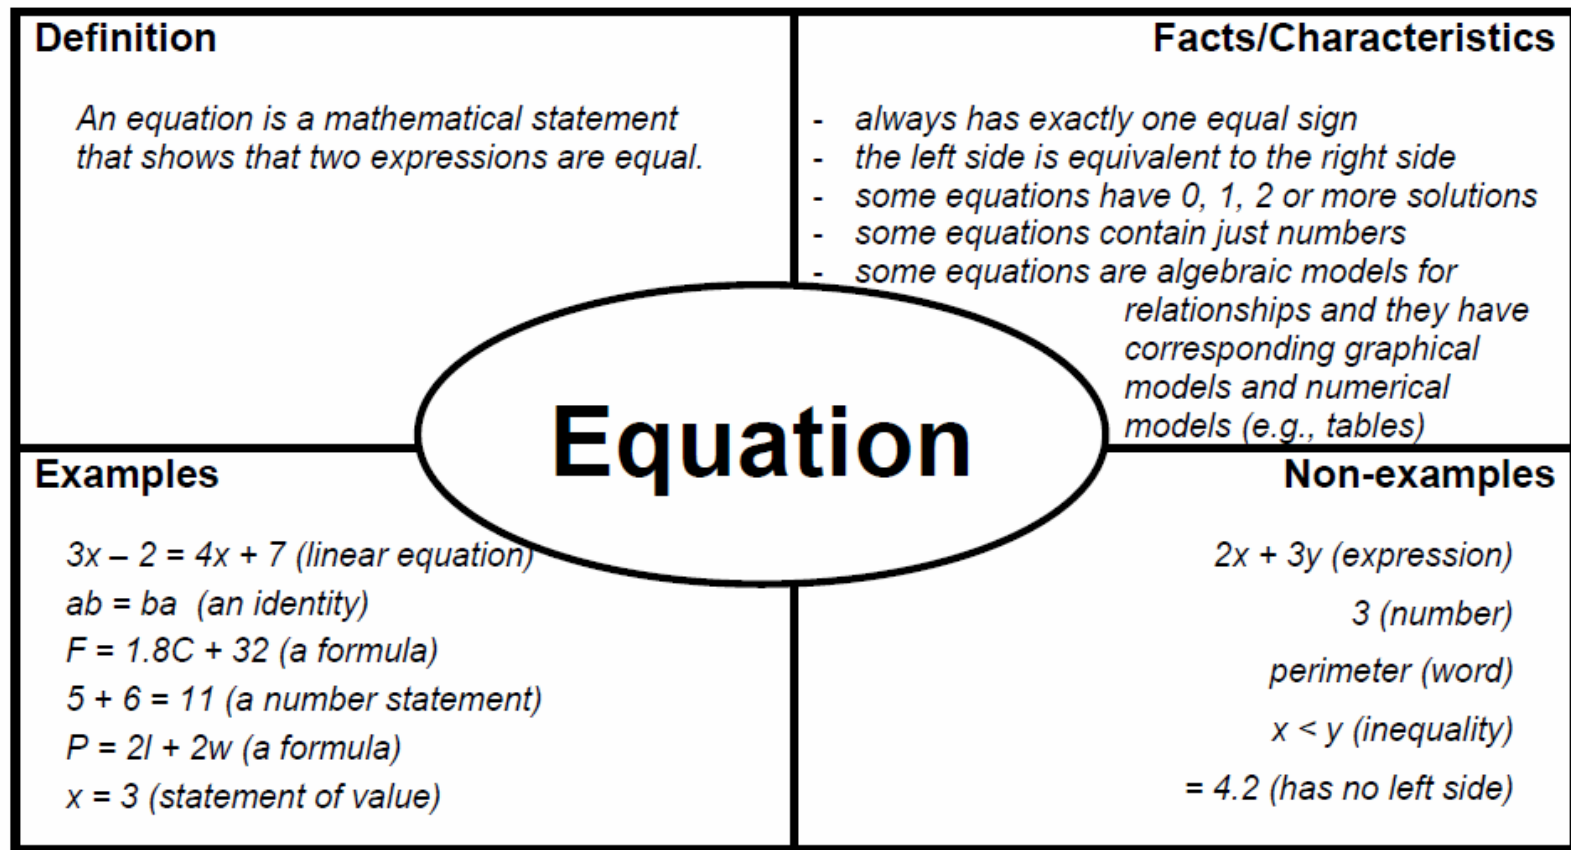 Definition
An equation is a mathematical statement
that shows that two expressions are equal.
Facts/Characteristics
- always has exactly one equal sign
- the left side is equivalent to the right side
- some equations have 0, 1, 2 or more solutions
- some equations contain just numbers
- some equations are algebraic models for
relationships and they have
corresponding graphical
models and numerical
models (e.g., tables)
Equation
Examples
3x – 2 = 4x + 7 (linear equation)
ab = ba (an identity)
F = 1.8C + 32 (a formula)
5 + 6 = 11 (a number statement)
P = 2l + 2w (a formula)
x = 3 (statement of value)
Non-examples
2x + 3y (expression)
3 (number)
perimeter (word)
x < y (inequality)
= 4.2 (has no left side)